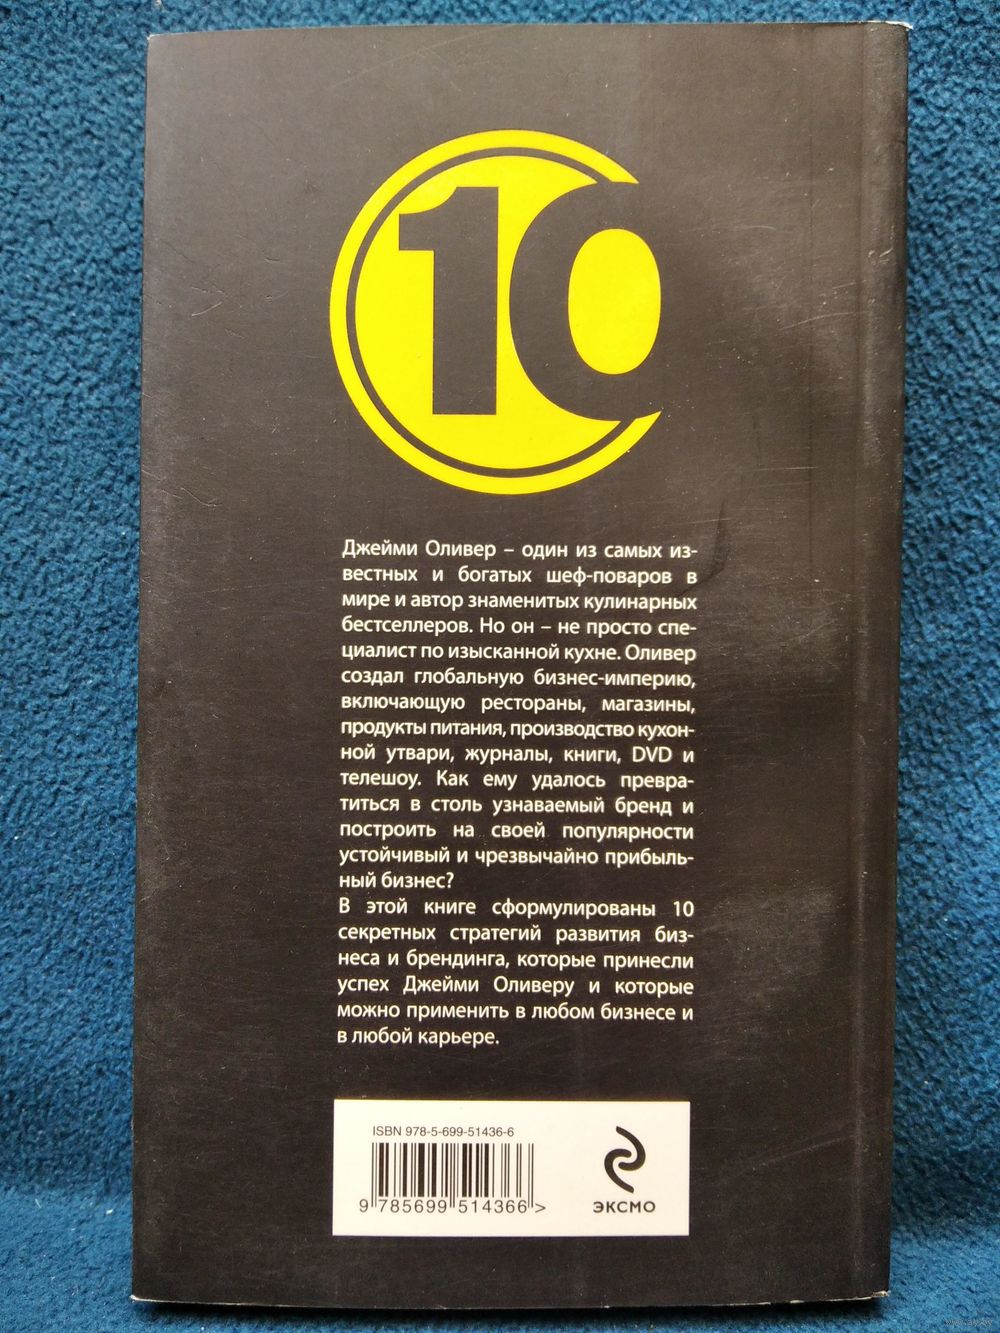 10
Джейми Оливер – один из самых из-
вестных и богатых шеф-поваров в
мире и автор знаменитых кулинарных
бестселлеров. Но он – не просто спе-
циалист по изысканной кухне. Оливер
создал глобальную бизнес-империю,
включающую рестораны, магазины,
продукты питания, производство кухон-
ной утвари, журналы, книги, DVD и
телешоу. Как ему удалось превра-
титься в столь узнаваемый бренд и
построить на своей популярности
устойчивый и чрезвычайно прибыль-
ный бизнес?
В этой книге сформулированы 10
секретных стратегий развития биз-
неса и брендинга, которые принесли
успех Джейми Оливеру и которые
можно применить в любом бизнесе и
в любой карьере.
ISBN 978-5-699-51436-6
9 785699 514366 >
ЭКСМО